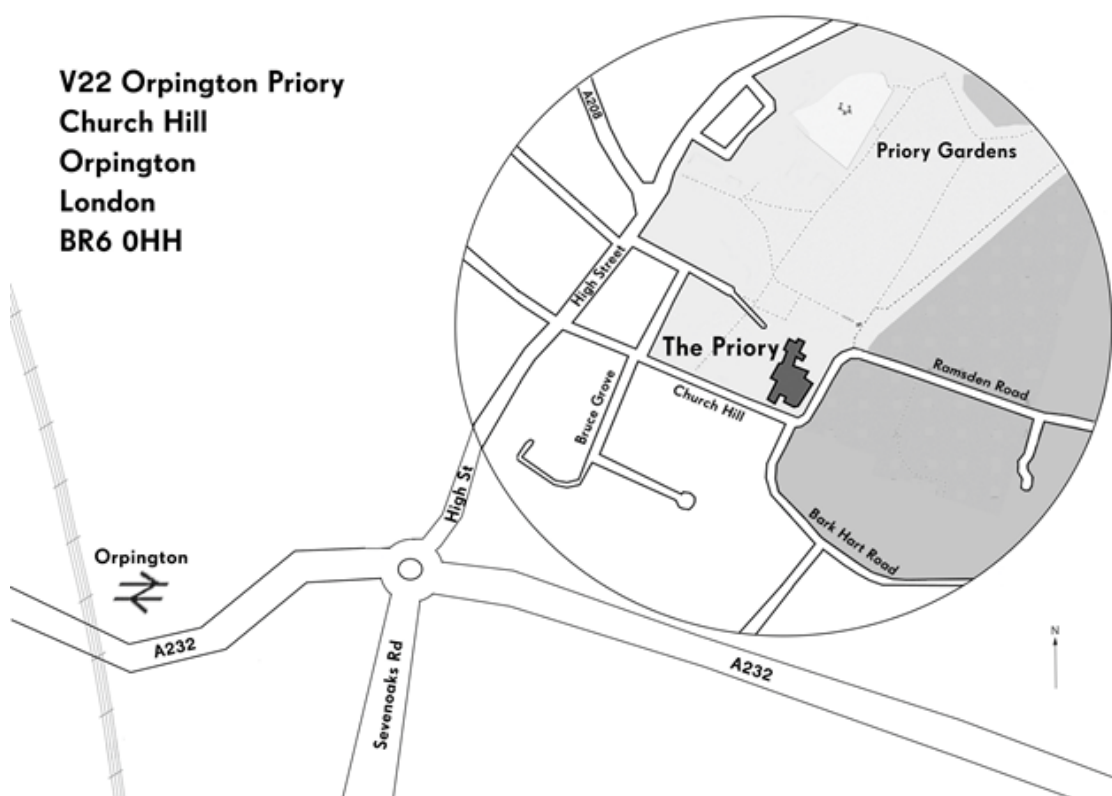 V22 Orpington Priory
Church Hill
Orpington
London
BR6 0HH
A208
Priory Gardens
High Street
The Priory
Ramsden Road
Church Hill
Bruce Grove
High St
Bark Hart Road
Orpington
A232
Sevenoaks Rd
A232
N